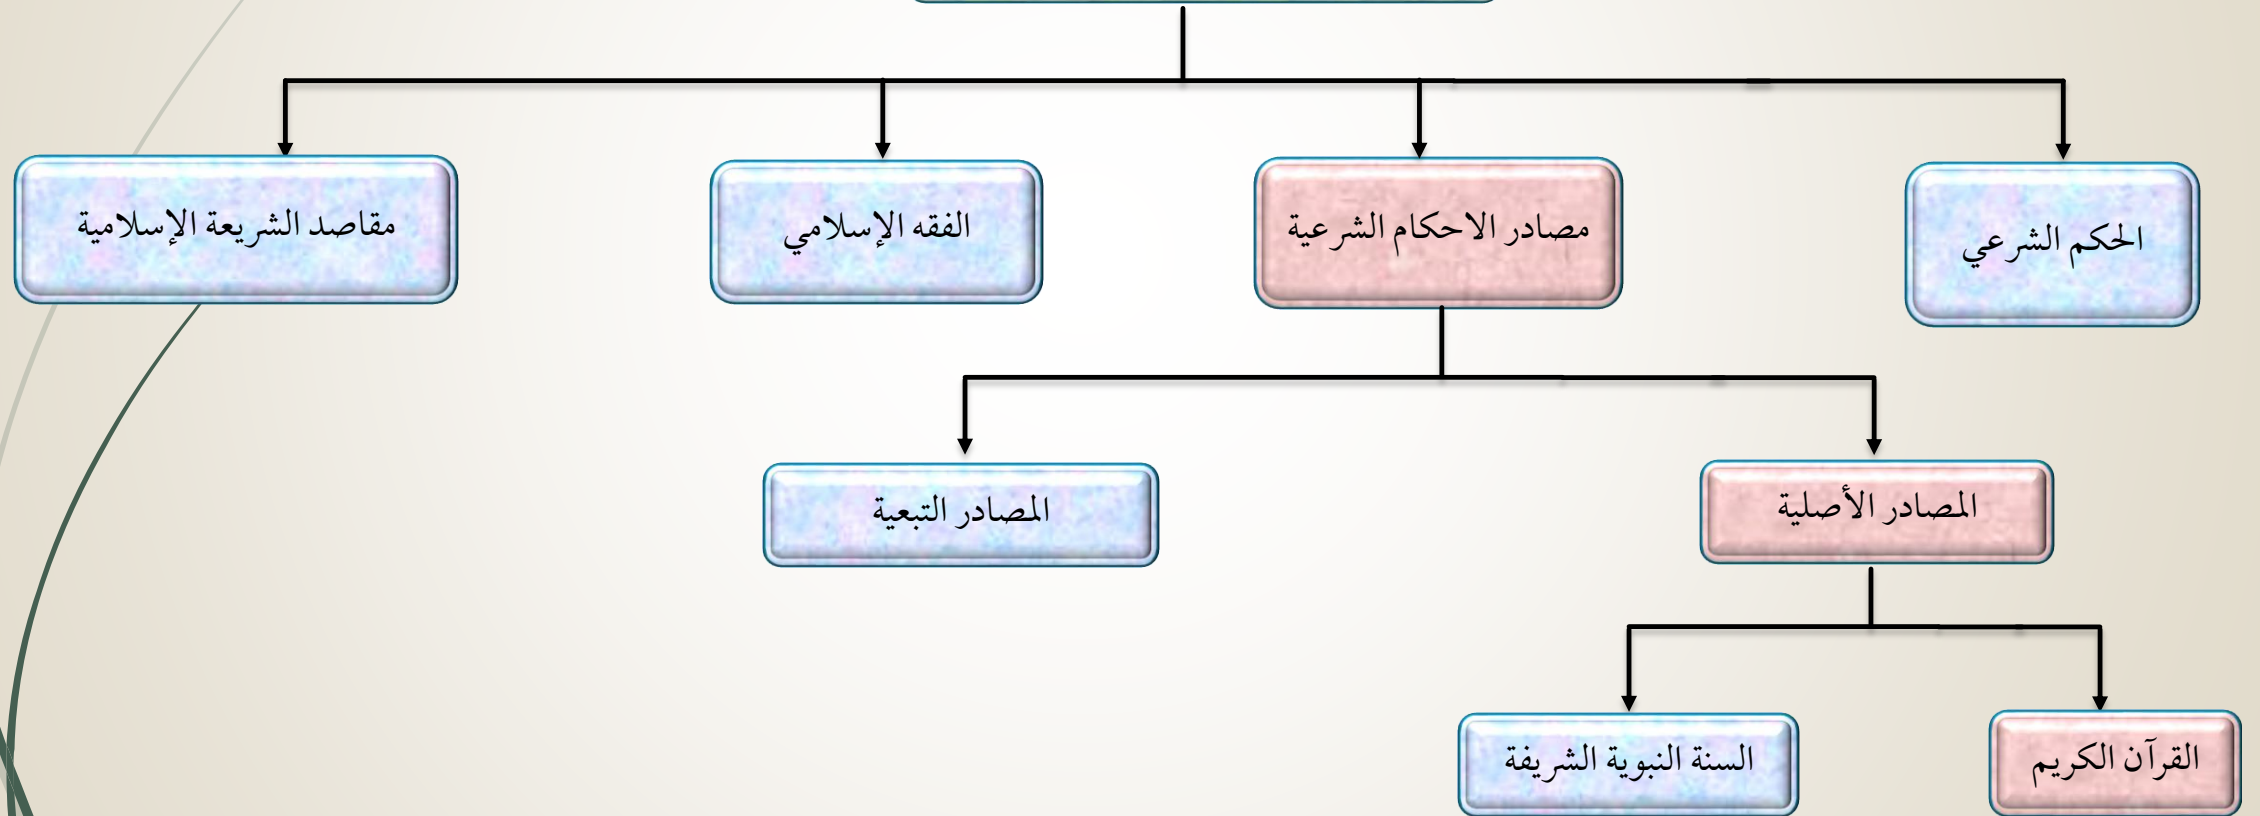 الحكم الشرعي
مصادر الاحكام الشرعية
الفقه الإسلامي
مقاصد الشريعة الإسلامية
المصادر الأصلية
المصادر التبعية
القرآن الكريم
السنة النبوية الشريفة